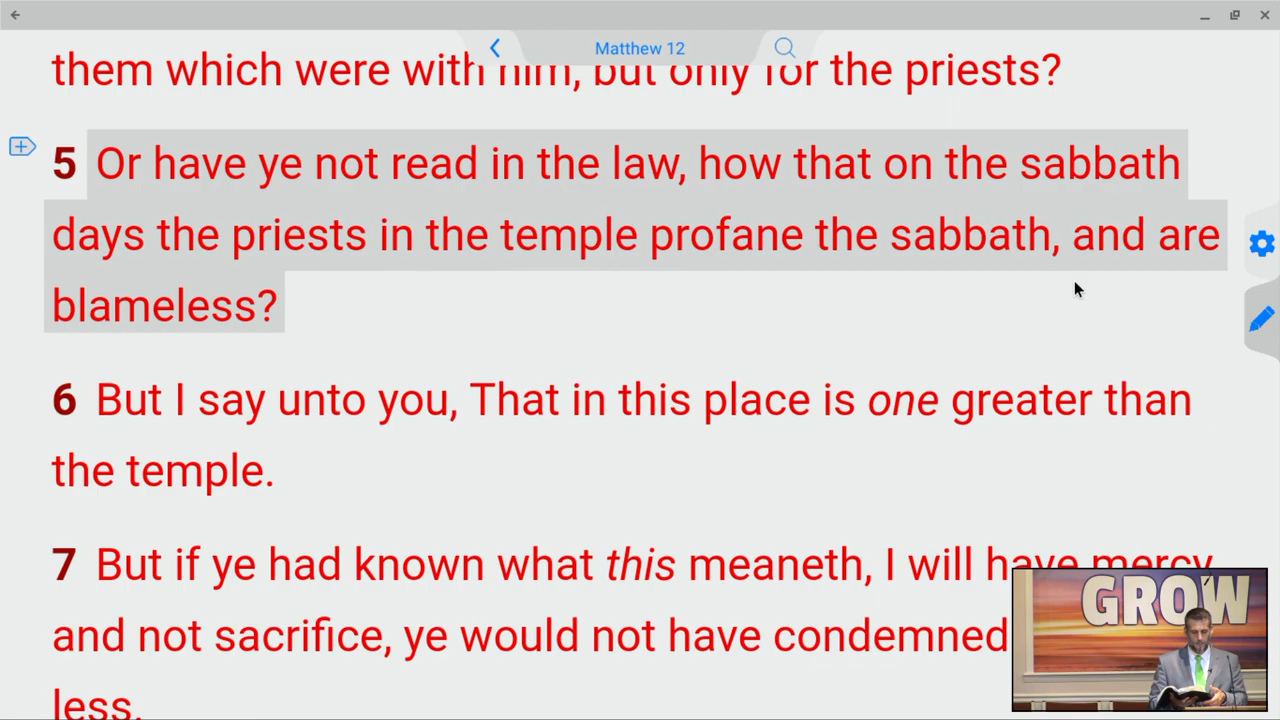 Matthew 12
them which were with him, but only for the priests?
5 Or have ye not read in the law, how that on the sabbath
days the priests in the temple profane the sabbath, and are
blameless?
6 But I say unto you, That in this place is one greater than
the temple.
7 But if ye had known what this meaneth, I will have mercy
and not sacrifice, ye would not have condemned
less.
GROW